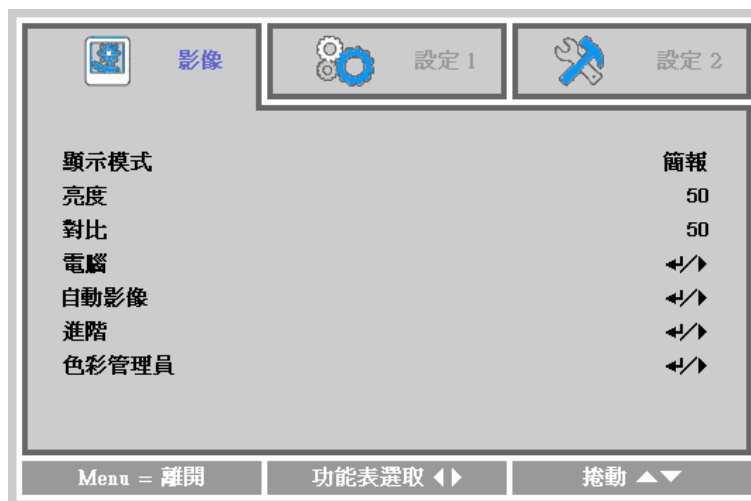 影像 設定 1 設定 2
顯示模式 簡報
亮度 50
對比 50
電腦 ↵/▶
自動影像 ↵/▶
進階 ↵/▶
色彩管理員 ↵/▶
Menu = 離開 功能表選取 ◀▶ 捲動 ▲▼